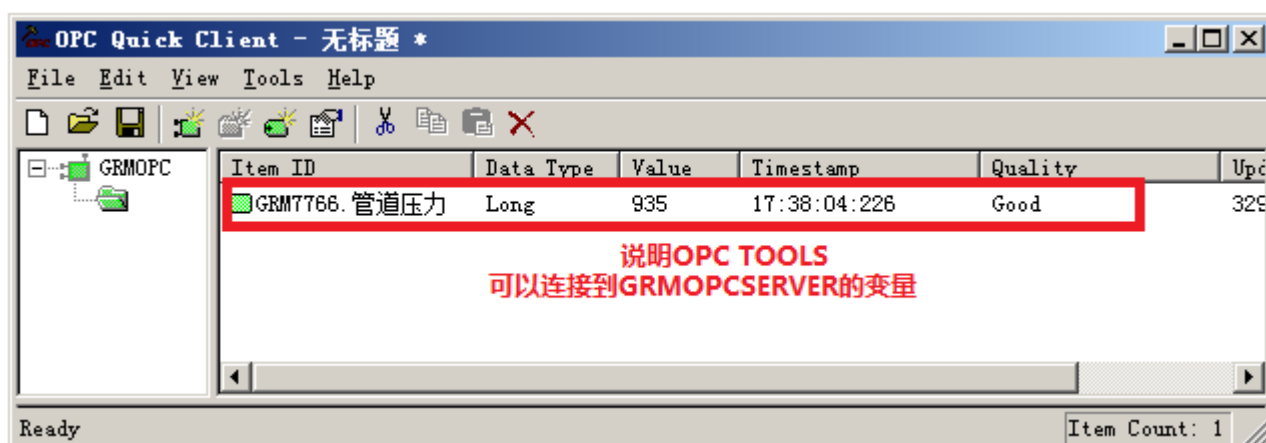 OPC Quick Client - 无标题 *
File Edit View Tools Help
GRMOPC
Item ID Data Type Value Timestamp Quality Upd
GRM7766.管道压力 Long 935 17:38:04:226 Good 329
说明OPC TOOLS
可以连接到GRMOPCSERVER的变量
Ready Item Count: 1